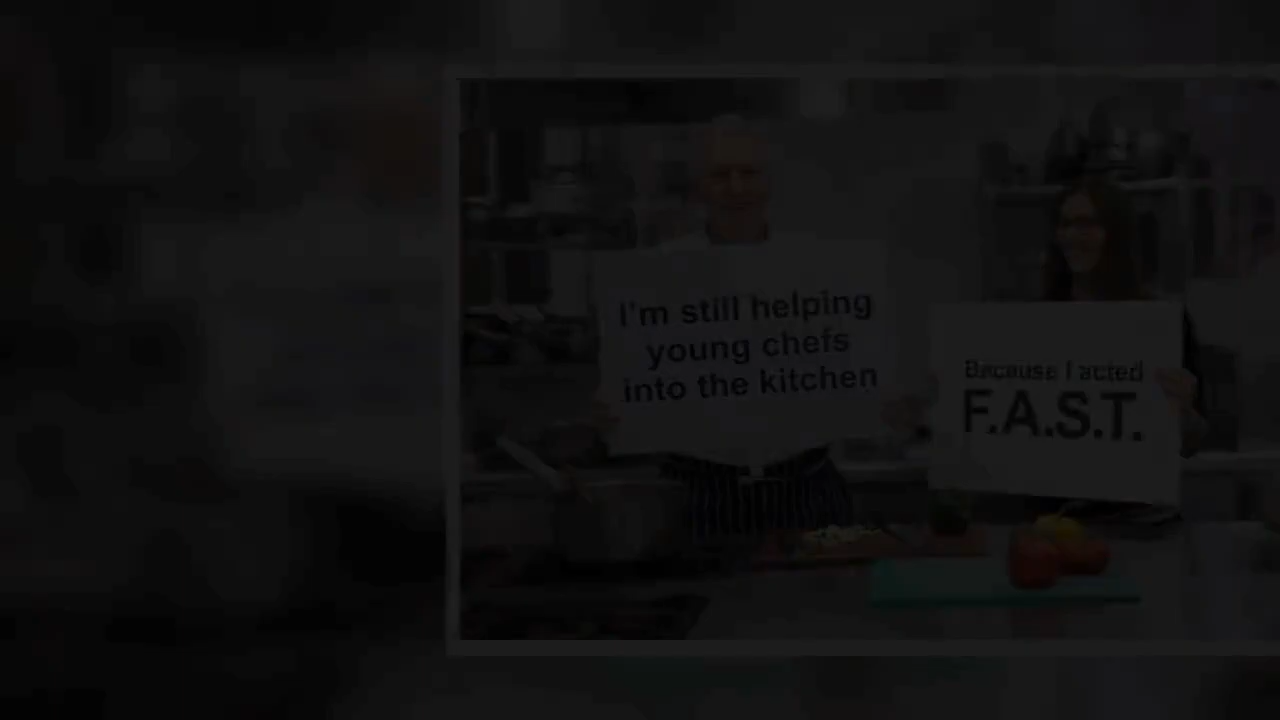 I'm still helping
young chefs
into the kitchen
Because I acted
F.A.S.T.